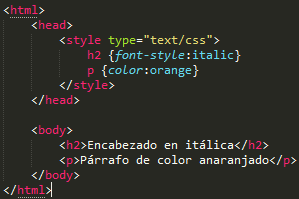 <html>
<head>
<style type="text/css">
h2 {font-style:italic}
p {color:orange}
</style>
</head>
<body>
<h2>Encabezado en itálica</h2>
<p>Párrafo de color anaranjado</p>
</body>
</html>